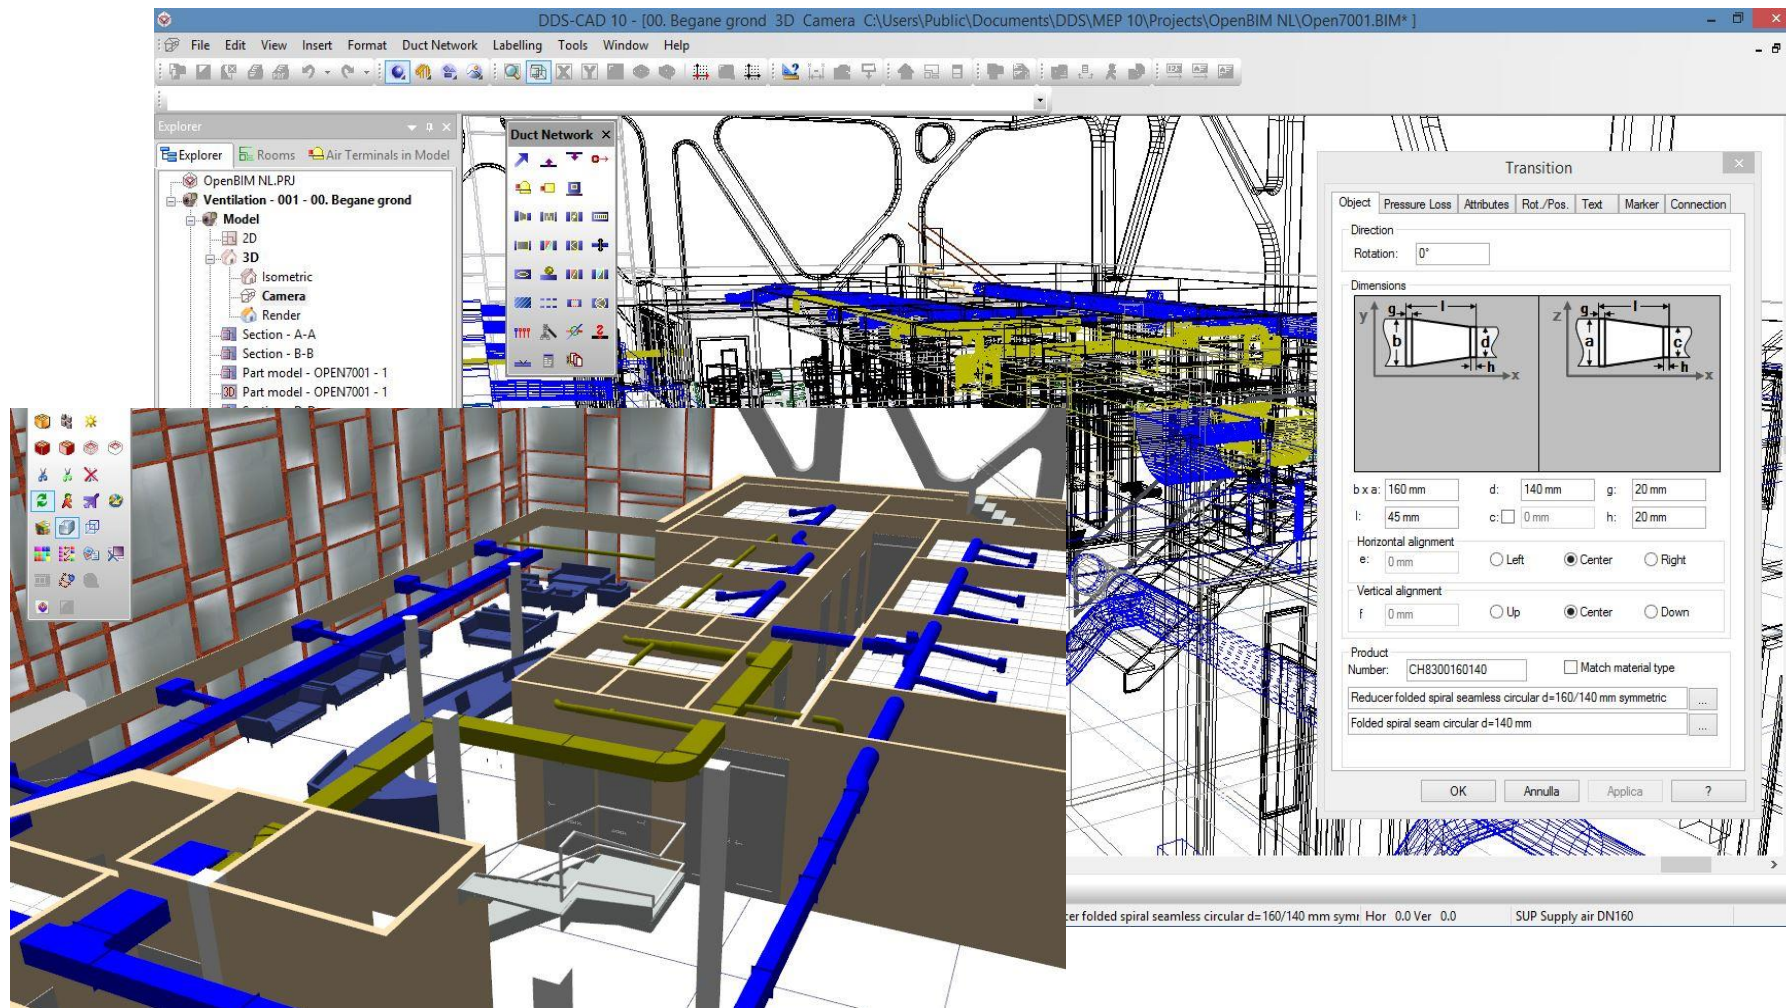 DDS-CAD 10 - [00. Begane grond 3D Camera C:\Users\Public\Documents\DDS\MEP 10\Projects\OpenBIM NL\Open7001.BIM* ]
File Edit View Insert Format Duct Network Labelling Tools Window Help
Explorer
Explorer Rooms Air Terminals in Model
OpenBIM NL.PRJ
Ventilation - 001 - 00. Begane grond
Model
2D
3D
Isometric
Camera
Render
Section - A-A
Section - B-B
Part model - OPEN7001 - 1
3D Part model - OPEN7001 - 1
Duct Network
Transition
Object Pressure Loss Attributes Rot./Pos. Text Marker Connection
Direction
Rotation: 0°
Dimensions
y g l b d h x
z g l a c h x
b x a: 160 mm d: 140 mm g: 20 mm
l: 45 mm c: 0 mm h: 20 mm
Horizontal alignment
e: 0 mm Left Center Right
Vertical alignment
f 0 mm Up Center Down
Product
Number: CH8300160140 Match material type
Reducer folded spiral seamless circular d=160/140 mm symmetric ...
Folded spiral seam circular d=140 mm ...
OK Annulla Applica ?
cer folded spiral seamless circular d=160/140 mm symr Hor 0.0 Ver 0.0 SUP Supply air DN160